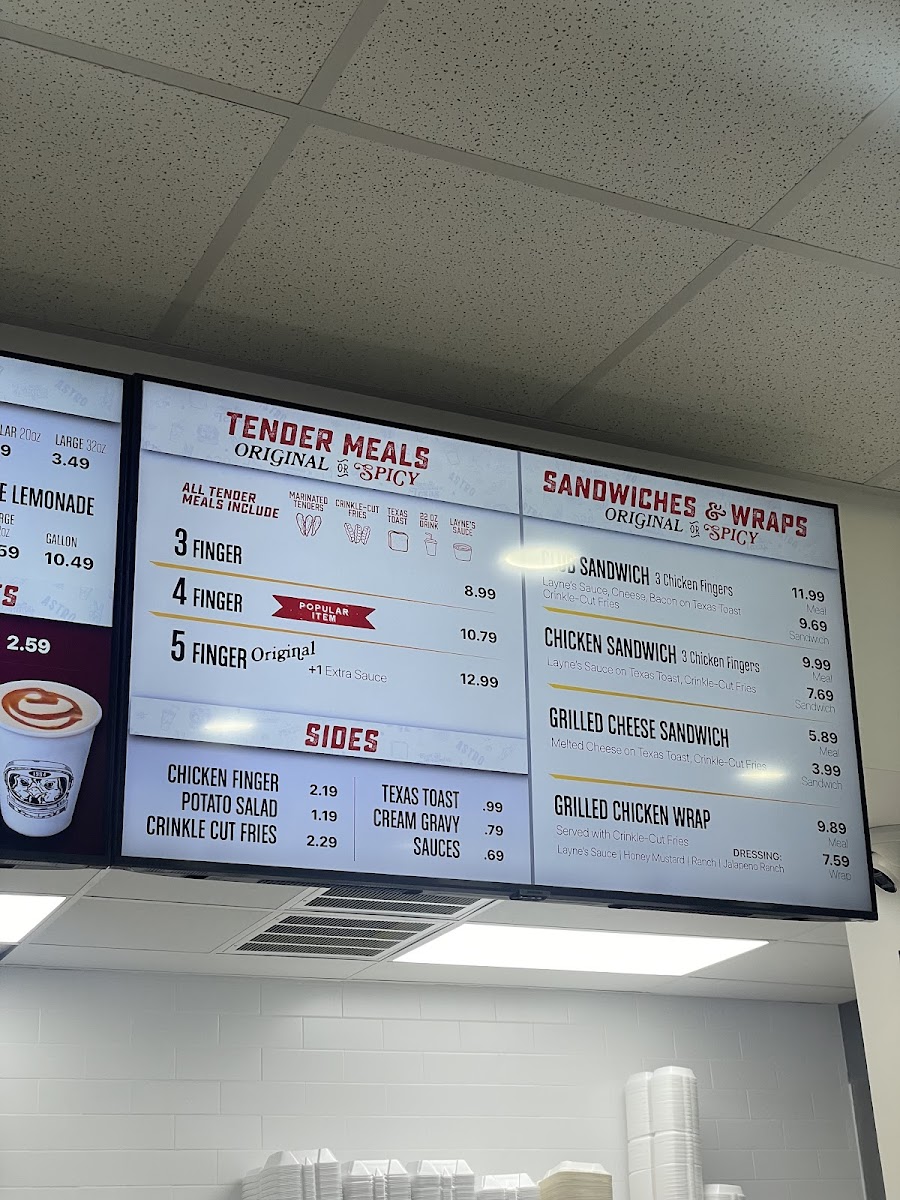 LAR 20OZ LARGE 32OZ
9 3.49
E LEMONADE
RGE GALLON
OZ
59 10.49
TS
2.59
1994
TENDER MEALS
ORIGINAL OR SPICY
ALL TENDER
MEALS INCLUDE
MARINATED
TENDERS
CRINKLE-CUT
FRIES
TEXAS
TOAST
22 OZ
DRINK
LAYNE'S
SAUCE
3 FINGER
8.99
4 FINGER POPULAR
ITEM
10.79
5 FINGER Original
+1 Extra Sauce 12.99
SIDES
CHICKEN FINGER 2.19
POTATO SALAD 1.19
CRINKLE CUT FRIES 2.29
TEXAS TOAST .99
CREAM GRAVY .79
SAUCES .69
SANDWICHES & WRAPS
ORIGINAL OR SPICY
CLUB SANDWICH 3 Chicken Fingers 11.99
Meal
Layne's Sauce, Cheese, Bacon on Texas Toast
Crinkle-Cut Fries 9.69
Sandwich
CHICKEN SANDWICH 3 Chicken Fingers 9.99
Meal
Layne's Sauce on Texas Toast, Crinkle-Cut Fries 7.69
Sandwich
GRILLED CHEESE SANDWICH 5.89
Meal
Melted Cheese on Texas Toast, Crinkle-Cut Fries 3.99
Sandwich
GRILLED CHICKEN WRAP 9.89
Meal
Served with Crinkle-Cut Fries
DRESSING: 7.59
Wrap
Layne's Sauce | Honey Mustard | Ranch | Jalapeno Ranch